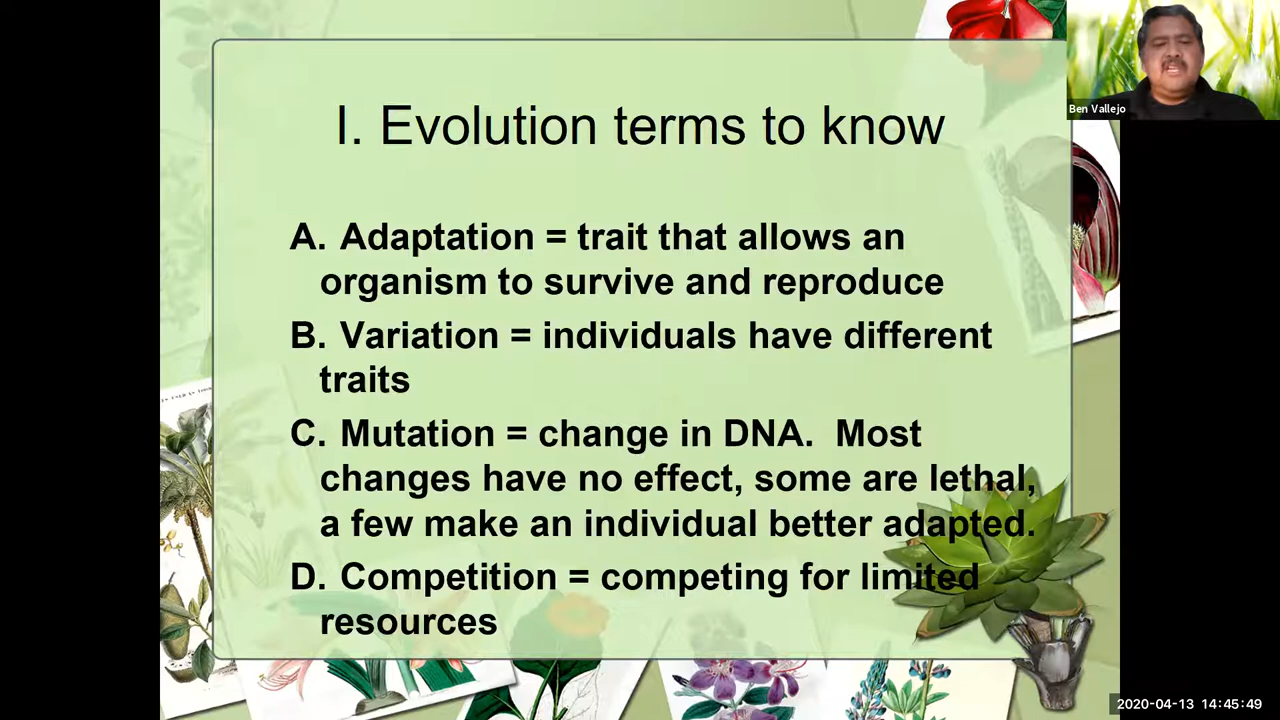 I. Evolution terms to know
Ben Vallejo
A. Adaptation = trait that allows an
organism to survive and reproduce
B. Variation = individuals have different
traits
C. Mutation = change in DNA.  Most
changes have no effect, some are lethal,
a few make an individual better adapted.
D. Competition = competing for limited
resources
2020-04-13 14:45:49